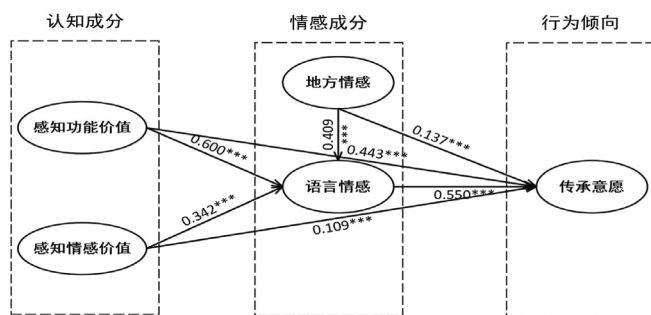 认知成分
情感成分
行为倾向
地方情感
感知功能价值
0.600***
0.409
***
0.137***
0.443***
语言情感
传承意愿
0.550***
0.342***
感知情感价值
0.109***